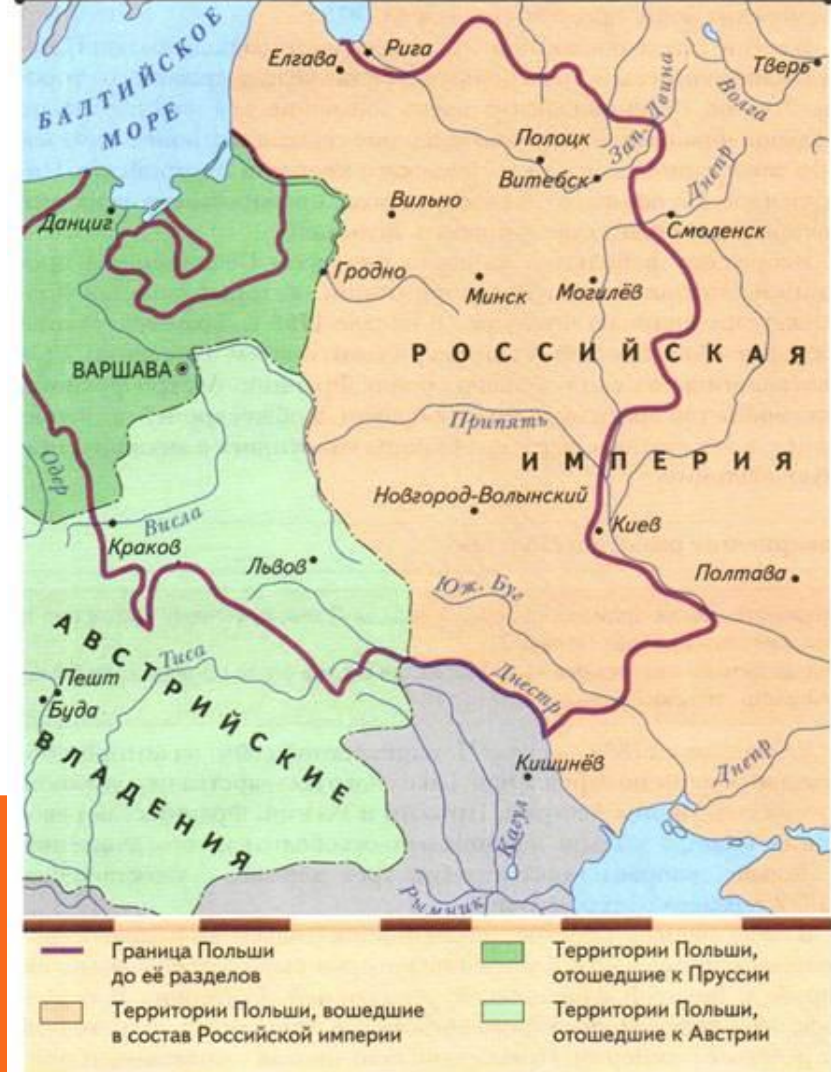 БАЛТИЙСКОЕ
МОРЕ
Елгава
Рига
Тверь
Зап. Двина
Волга
Полоцк
Витебск
Днепр
Вильно
Смоленск
Данциг
Гродно
Минск
Могилёв
РОССИЙСКАЯ
ВАРШАВА
Припять
ИМПЕРИЯ
Одер
Новгород-Волынский
Висла
Киев
Краков
Львов
Полтава
Юж. Буг
АВСТРИЙСКИЕ
Тиса
Пешт
Буда
Днестр
ВЛАДЕНИЯ
Кишинёв
Днепр
Кагул
Рымник
Граница Польши
до её разделов
Территории Польши, вошедшие
в состав Российской империи
Территории Польши,
отошедшие к Пруссии
Территории Польши,
отошедшие к Австрии